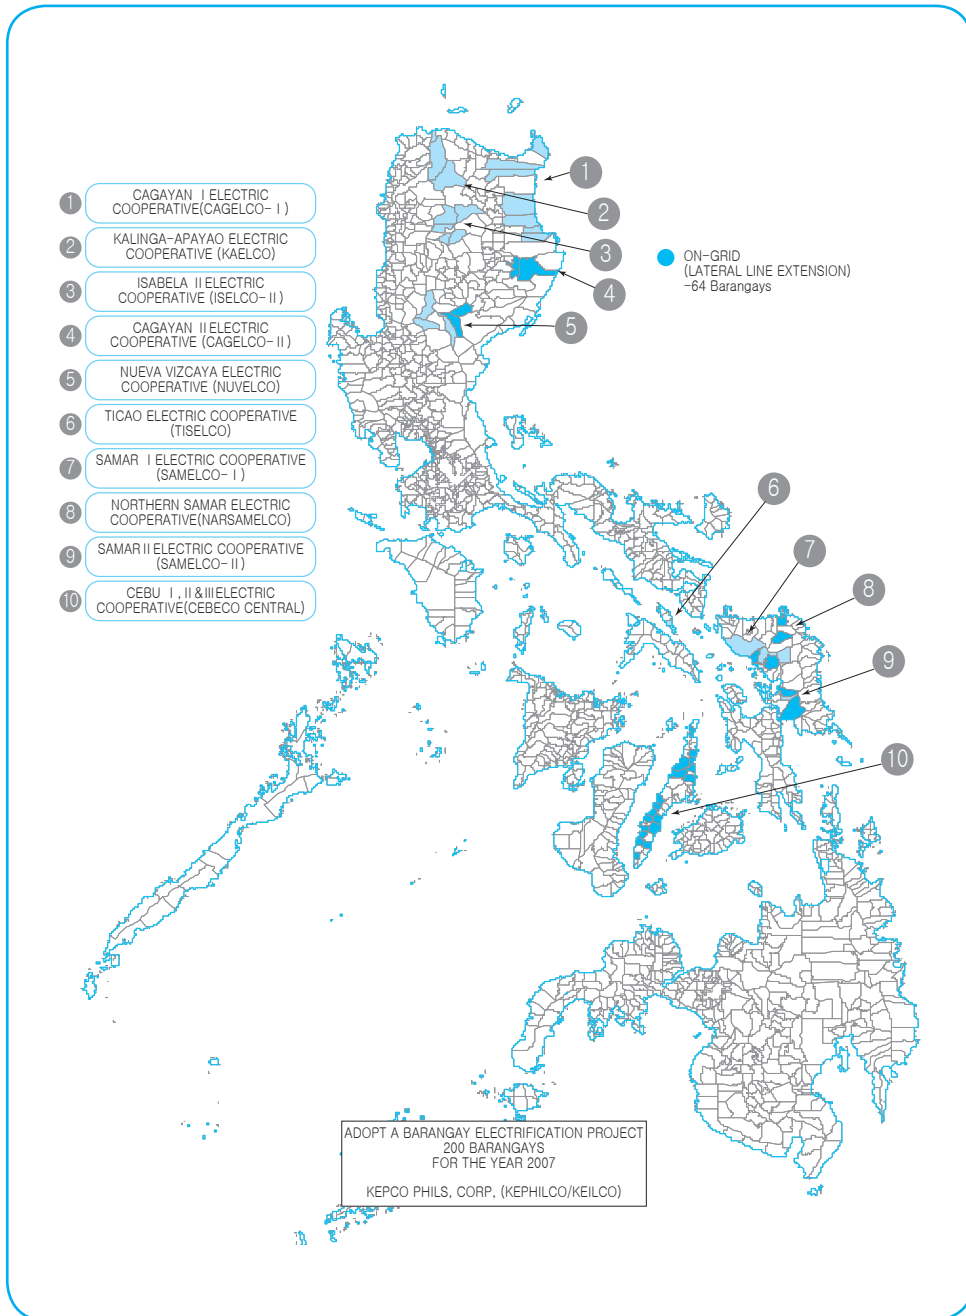 1
CAGAYAN I ELECTRIC
COOPERATIVE(CAGELCO-I)
2
KALINGA-APAYAO ELECTRIC
COOPERATIVE (KAELCO)
3
ISABELA II ELECTRIC
COOPERATIVE (ISELCO-II)
4
CAGAYAN II ELECTRIC
COOPERATIVE (CAGELCO-II)
5
NUEVA VIZCAYA ELECTRIC
COOPERATIVE (NUVELCO)
6
TICAO ELECTRIC COOPERATIVE
(TISELCO)
7
SAMAR I ELECTRIC COOPERATIVE
(SAMELCO-I)
8
NORTHERN SAMAR ELECTRIC
COOPERATIVE(NARSAMELCO)
9
SAMAR II ELECTRIC COOPERATIVE
(SAMELCO-II)
10
CEBU I, II & III ELECTRIC
COOPERATIVE(CEBECO CENTRAL)
1
2
3
4
5
ON-GRID
(LATERAL LINE EXTENSION)
-64 Barangays
6
7
8
9
10
ADOPT A BARANGAY ELECTRIFICATION PROJECT
200 BARANGAYS
FOR THE YEAR 2007
KEPCO PHILS, CORP, (KEPHILCO/KEILCO)